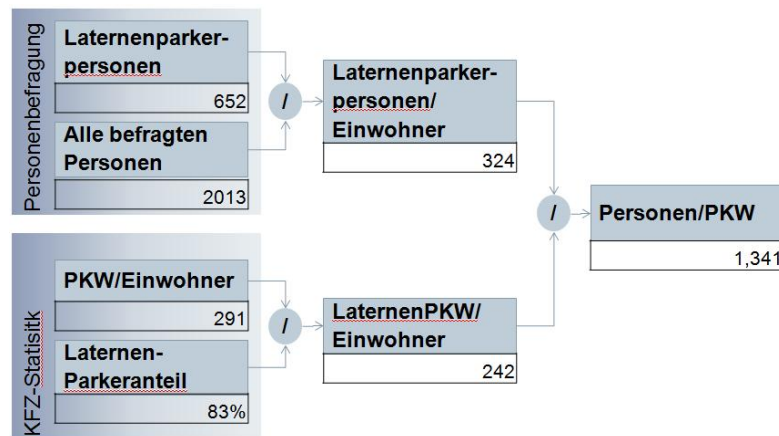 Personenbefragung
Laternenparker-
personen
652
/
Alle befragten
Personen
2013
Laternenparker-
personen/
Einwohner
324
/
Personen/PKW
1,341
KFZ-Statisitk
PKW/Einwohner
291
/
Laternen-
Parkeranteil
83%
LaternenPKW/
Einwohner
242